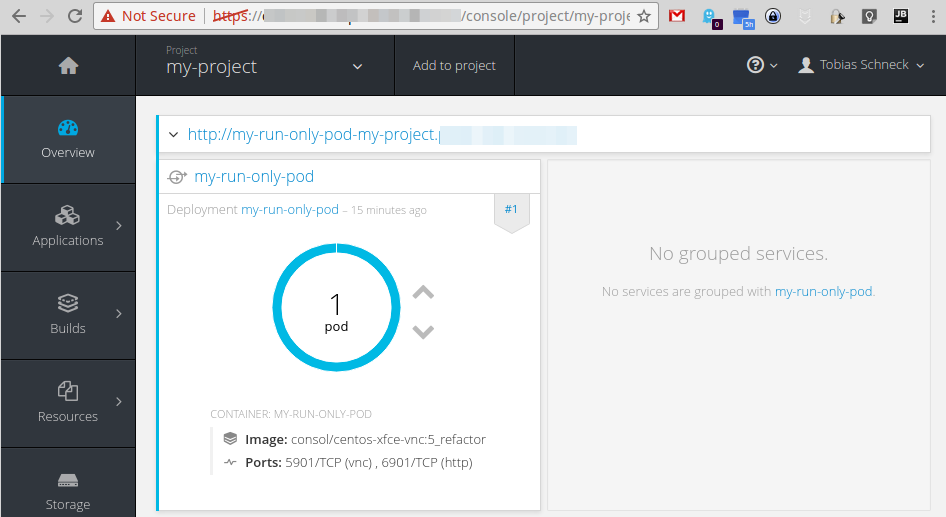 Not Secure https:// /console/project/my-proje
0
5h
JB
Project
my-project
Add to project
?
Tobias Schneck
Overview
http://my-run-only-pod-my-project.
my-run-only-pod
Deployment my-run-only-pod – 15 minutes ago
#1
Applications
No grouped services.
No services are grouped with my-run-only-pod.
1
pod
Builds
Resources
CONTAINER: MY-RUN-ONLY-POD
Image: consol/centos-xfce-vnc:5_refactor
Ports: 5901/TCP (vnc) , 6901/TCP (http)
Storage